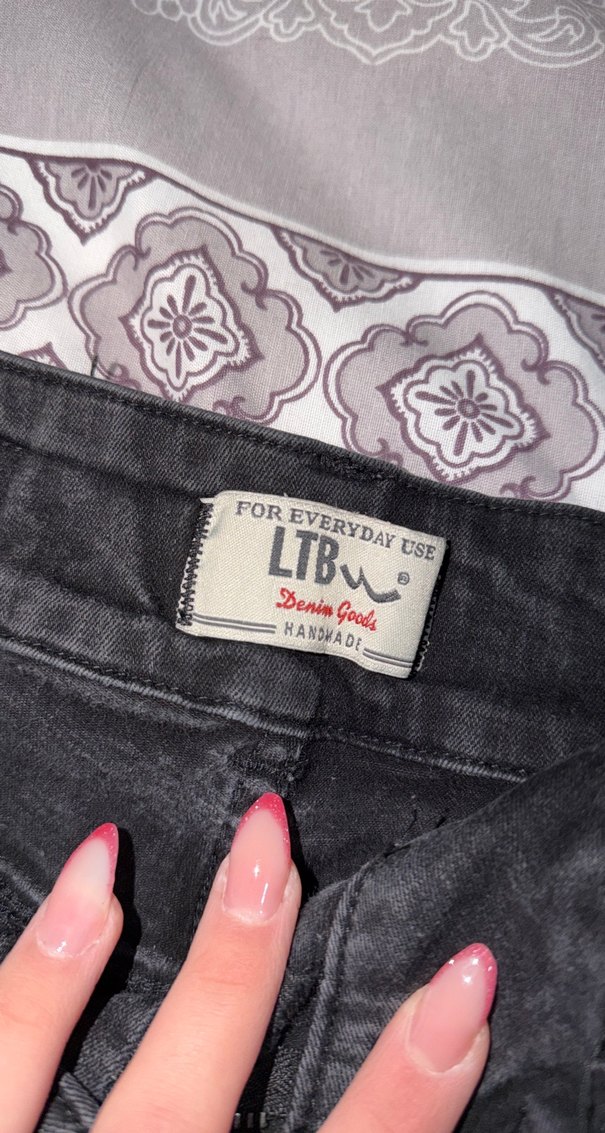 FOR EVERYDAY USE
LTB®
Denim Goods
HANDMADE